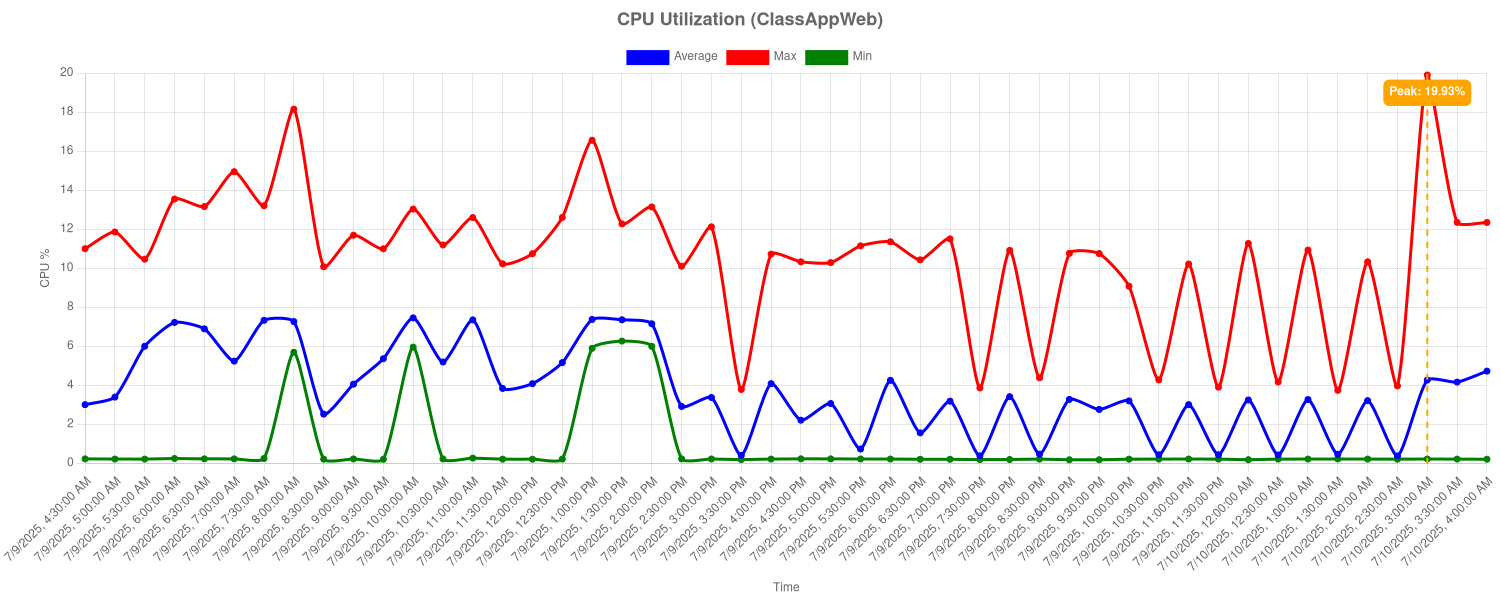 CPU Utilization (ClassAppWeb)
Average Max Min
20
Peak: 19.93%
18
16
14
12
10
8
6
4
2
0
CPU %
7/9/2025, 4:30:00 AM
7/9/2025, 5:00:00 AM
7/9/2025, 5:30:00 AM
7/9/2025, 6:00:00 AM
7/9/2025, 6:30:00 AM
7/9/2025, 7:00:00 AM
7/9/2025, 7:30:00 AM
7/9/2025, 8:00:00 AM
7/9/2025, 8:30:00 AM
7/9/2025, 9:00:00 AM
7/9/2025, 9:30:00 AM
7/9/2025, 10:00:00 AM
7/9/2025, 10:30:00 AM
7/9/2025, 11:00:00 AM
7/9/2025, 11:30:00 AM
7/9/2025, 12:00:00 PM
7/9/2025, 12:30:00 PM
7/9/2025, 1:00:00 PM
7/9/2025, 1:30:00 PM
7/9/2025, 2:00:00 PM
7/9/2025, 2:30:00 PM
7/9/2025, 3:00:00 PM
7/9/2025, 3:30:00 PM
7/9/2025, 4:00:00 PM
7/9/2025, 4:30:00 PM
7/9/2025, 5:00:00 PM
7/9/2025, 5:30:00 PM
7/9/2025, 6:00:00 PM
7/9/2025, 6:30:00 PM
7/9/2025, 7:00:00 PM
7/9/2025, 7:30:00 PM
7/9/2025, 8:00:00 PM
7/9/2025, 8:30:00 PM
7/9/2025, 9:00:00 PM
7/9/2025, 9:30:00 PM
7/9/2025, 10:00:00 PM
7/9/2025, 10:30:00 PM
7/9/2025, 11:00:00 PM
7/9/2025, 11:30:00 PM
7/10/2025, 12:00:00 AM
7/10/2025, 12:30:00 AM
7/10/2025, 1:00:00 AM
7/10/2025, 1:30:00 AM
7/10/2025, 2:00:00 AM
7/10/2025, 2:30:00 AM
7/10/2025, 3:00:00 AM
7/10/2025, 3:30:00 AM
7/10/2025, 4:00:00 AM
Time